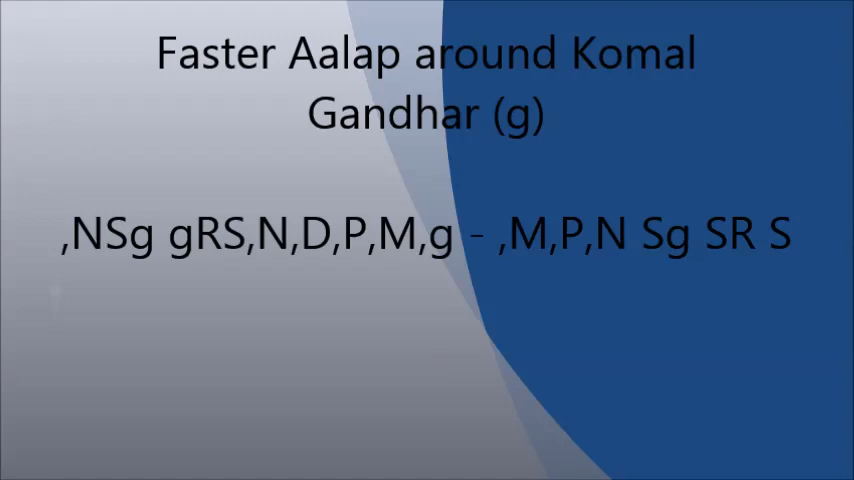 Faster Aalap around Komal
Gandhar (g)
,NSg gRS,N,D,P,M,g - ,M,P,N Sg SR S